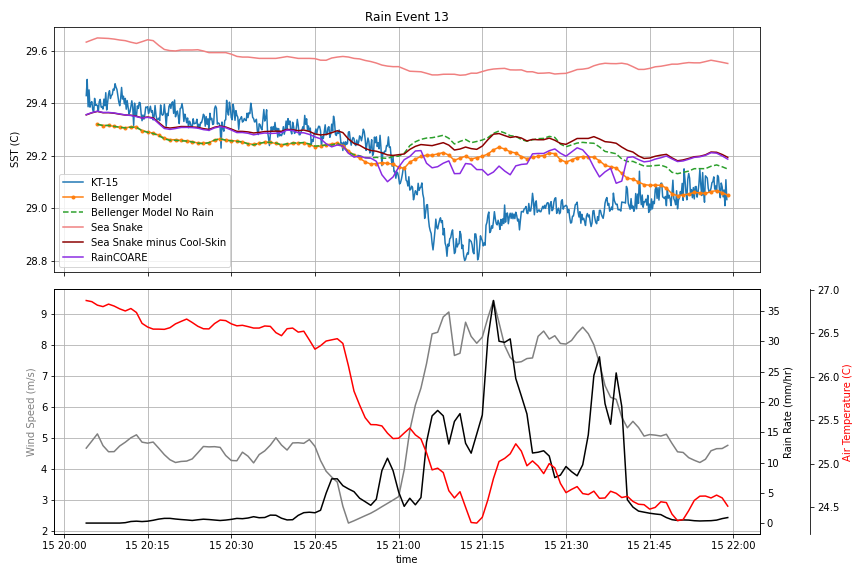 Rain Event 13
SST (C)
29.6
29.4
29.2
29.0
28.8
KT-15
Bellenger Model
Bellenger Model No Rain
Sea Snake
Sea Snake minus Cool-Skin
RainCOARE
Wind Speed (m/s)
9
8
7
6
5
4
3
2
35
30
25
20
15
10
5
0
Rain Rate (mm/hr)
27.0
26.5
26.0
25.5
25.0
24.5
Air Temperature (C)
15 20:00 15 20:15 15 20:30 15 20:45 15 21:00 15 21:15 15 21:30 15 21:45 15 22:00
time